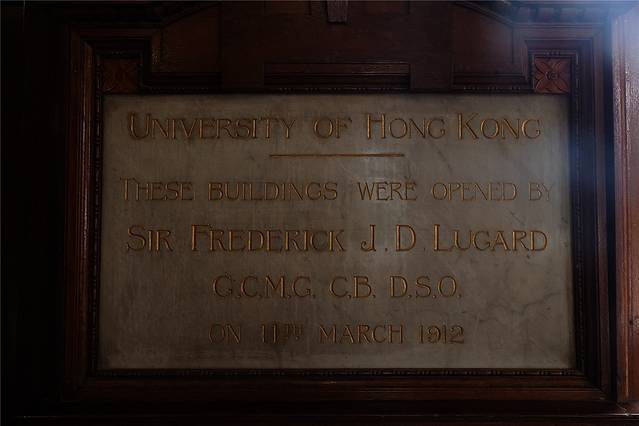 UNIVERSITY OF HONG KONG
THESE BUILDINGS WERE OPENED BY
SIR FREDERICK J. D. LUGARD
G.C.M.G. C.B. D.S.O.
ON 11TH MARCH 1912